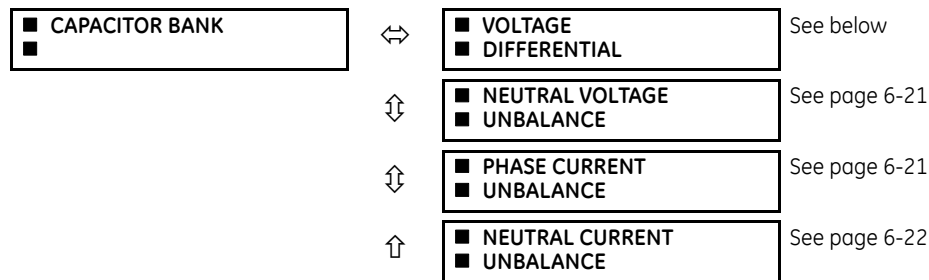 ■ CAPACITOR BANK
■
■ VOLTAGE
■ DIFFERENTIAL
See below
■ NEUTRAL VOLTAGE
■ UNBALANCE
See page 6-21
■ PHASE CURRENT
■ UNBALANCE
See page 6-21
■ NEUTRAL CURRENT
■ UNBALANCE
See page 6-22